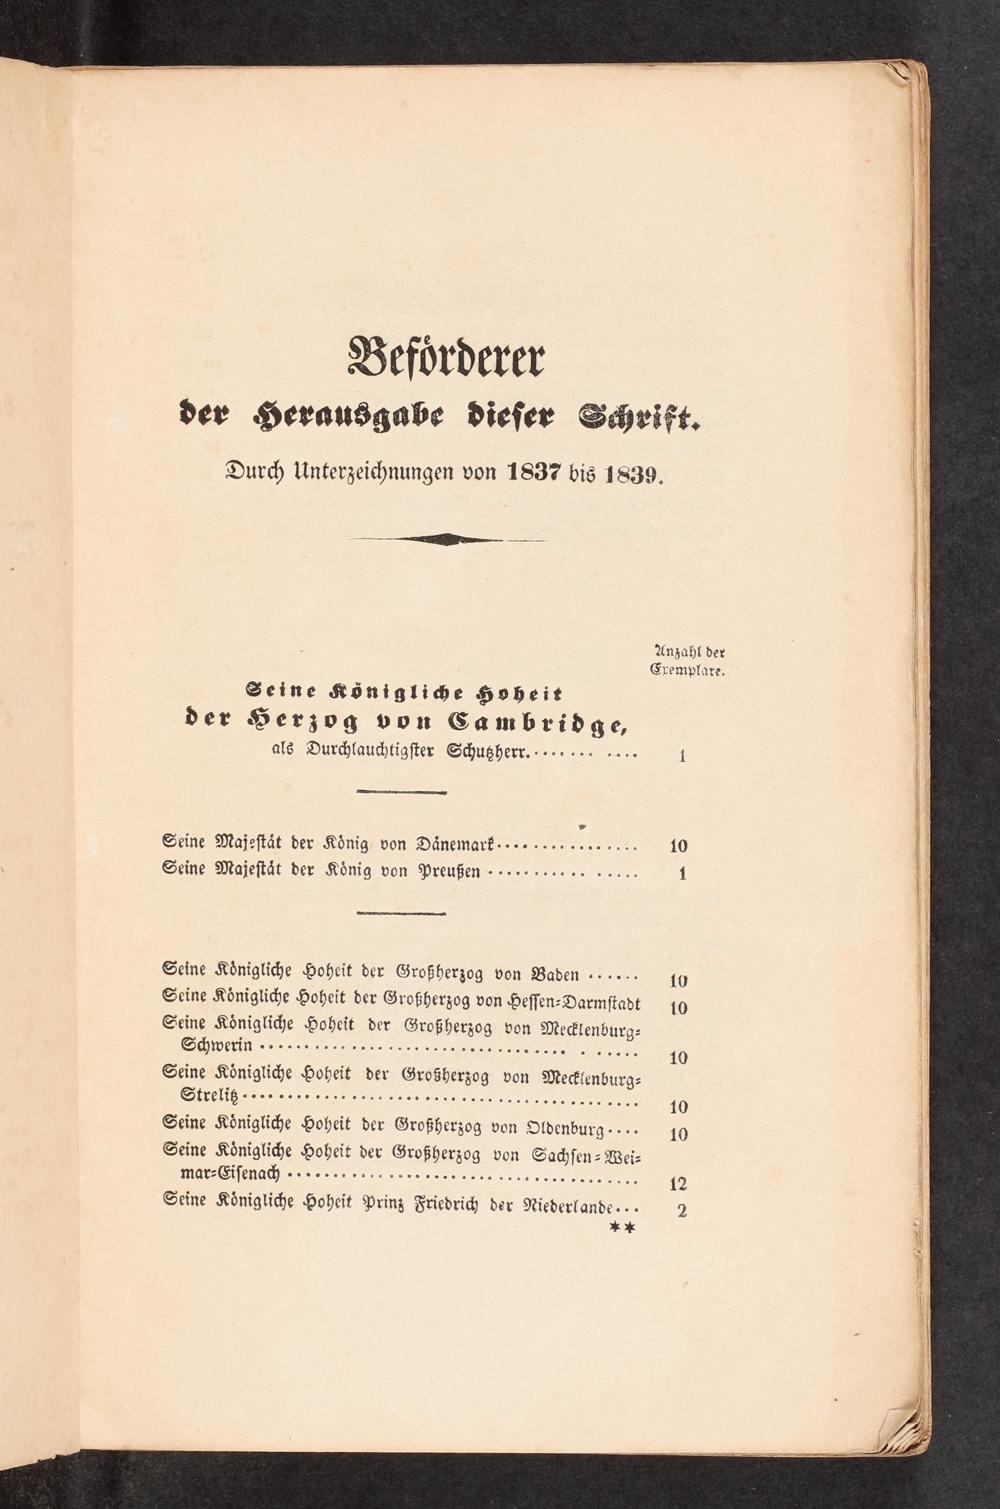 Beförderer
der Herausgabe dieser Schrift.
Durch Unterzeichnungen von 1837 bis 1839.
Anzahl der
Exemplare.
Seine Königliche Hoheit
der Herzog von Cambridge,
als Durchlauchtigster Schutzherr........... 1
Seine Majestät der König von Dänemark................ 10
Seine Majestät der König von Preußen ................ 1
Seine Königliche Hoheit der Großherzog von Baden ...... 10
Seine Königliche Hoheit der Großherzog von Hessen-Darmstadt 10
Seine Königliche Hoheit der Großherzog von Mecklenburg-
Schwerin ........................................ 10
Seine Königliche Hoheit der Großherzog von Mecklenburg-
Strelitz........................................ 10
Seine Königliche Hoheit der Großherzog von Oldenburg.... 10
Seine Königliche Hoheit der Großherzog von Sachsen-Wei-
mar-Eisenach ...................................... 12
Seine Königliche Hoheit Prinz Friedrich der Niederlande... 2
**